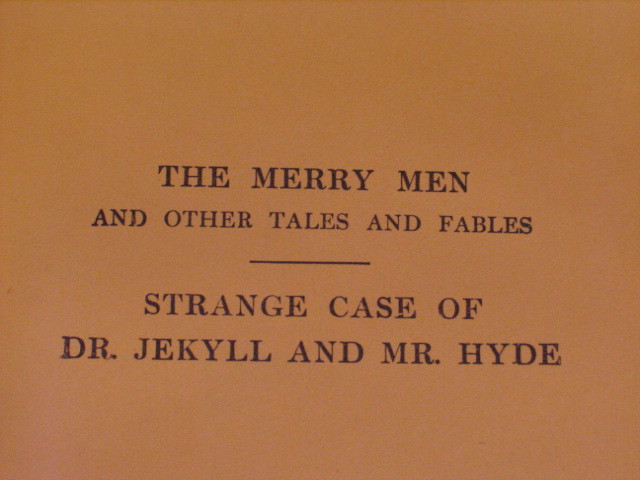 THE MERRY MEN
AND OTHER TALES AND FABLES
STRANGE CASE OF
DR. JEKYLL AND MR. HYDE